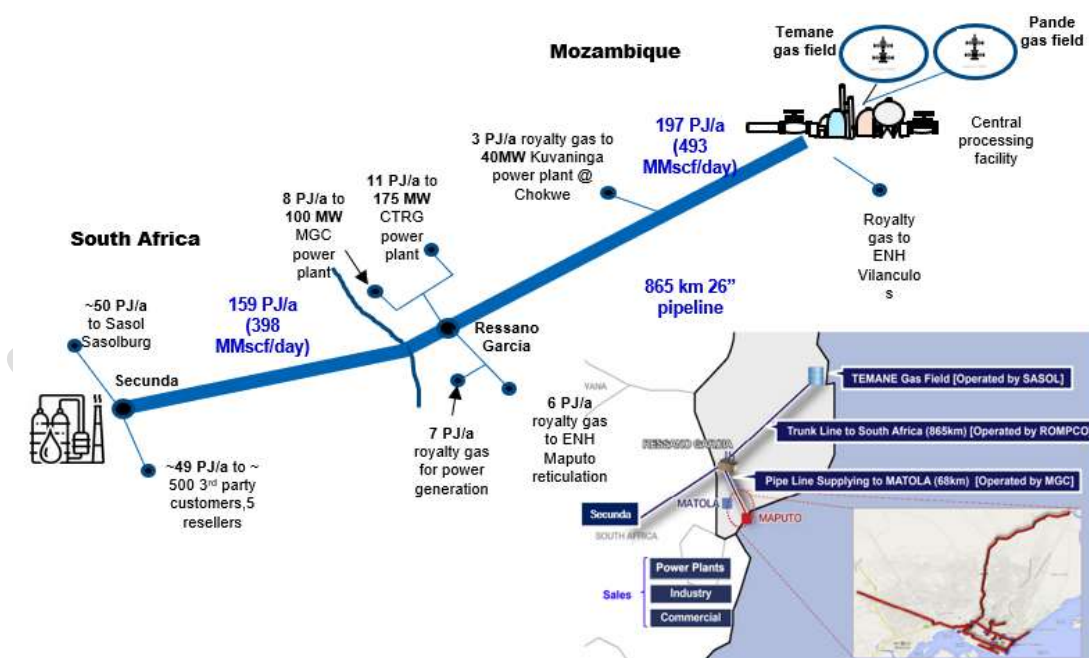 Mozambique
Temane
gas field
Pande
gas field
Central
processing
facility
197 PJ/a
(493
MMscf/day)
3 PJ/a royalty gas to
40MW Kuvaninga
power plant @
Chokwe
11 PJ/a to
175 MW
CTRG
power
plant
8 PJ/a to
100 MW
MGC
power
plant
Royalty
gas to
ENH
Vilanculo
s
South Africa
159 PJ/a
(398
MMscf/day)
865 km 26”
pipeline
~50 PJ/a
to Sasol
Sasolburg
Ressano
Garcia
Secunda
6 PJ/a
royalty gas
to ENH
Maputo
reticulation
7 PJ/a
royalty gas
for power
generation
~49 PJ/a to ~
500 3rd party
customers,5
resellers
YANA
TEMANE Gas Field [Operated by SASOL]
Trunk Line to South Africa (865km) [Operated by ROMPCO
RESSANO GARCIA
Pipe Line Supplying to MATOLA (68km) [Operated by MGC]
MATOLA
MAPUTO
Secunda
SOUTH AFRICA
Sales
Power Plants
Industry
Commercial